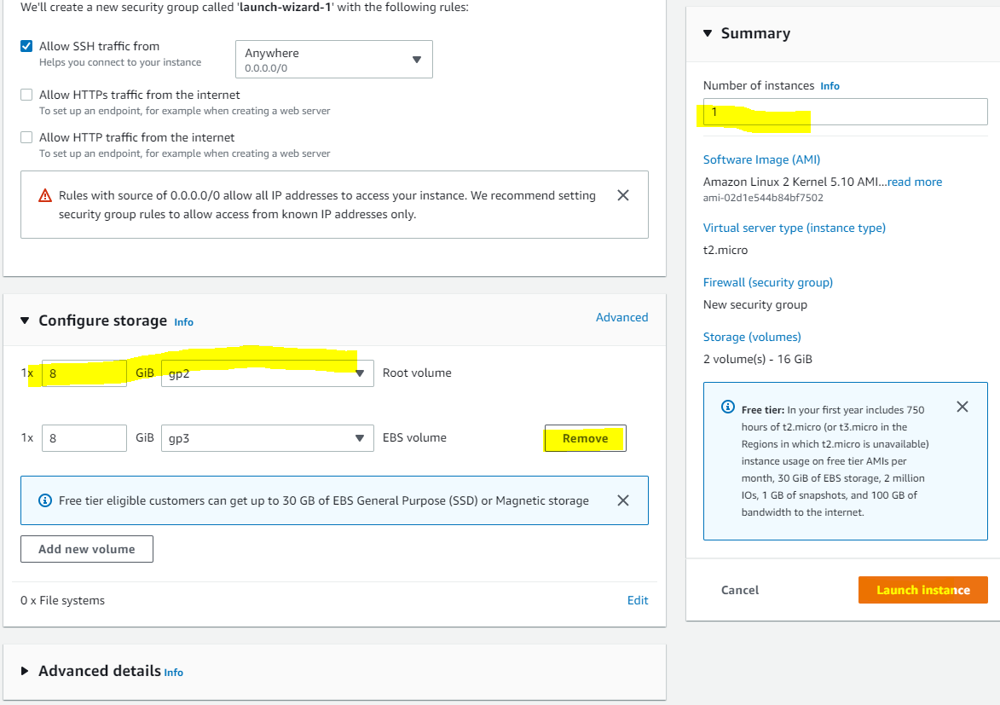 We'll create a new security group called 'launch-wizard-1' with the following rules:
Allow SSH traffic from
Helps you connect to your instance
Anywhere
0.0.0.0/0
Allow HTTPs traffic from the internet
To set up an endpoint, for example when creating a web server
Allow HTTP traffic from the internet
To set up an endpoint, for example when creating a web server
Rules with source of 0.0.0.0/0 allow all IP addresses to access your instance. We recommend setting
security group rules to allow access from known IP addresses only.
Configure storage Info
Advanced
1x 8 GiB gp2 Root volume
1x 8 GiB gp3 EBS volume Remove
Free tier eligible customers can get up to 30 GB of EBS General Purpose (SSD) or Magnetic storage
Add new volume
0 x File systems Edit
Advanced details Info
Summary
Number of instances Info
1
Software Image (AMI)
Amazon Linux 2 Kernel 5.10 AMI...read more
ami-02d1e544b84bf7502
Virtual server type (instance type)
t2.micro
Firewall (security group)
New security group
Storage (volumes)
2 volume(s) - 16 GiB
Free tier: In your first year includes 750
hours of t2.micro (or t3.micro in the
Regions in which t2.micro is unavailable)
instance usage on free tier AMIs per
month, 30 GiB of EBS storage, 2 million
IOs, 1 GB of snapshots, and 100 GB of
bandwidth to the internet.
Cancel Launch instance